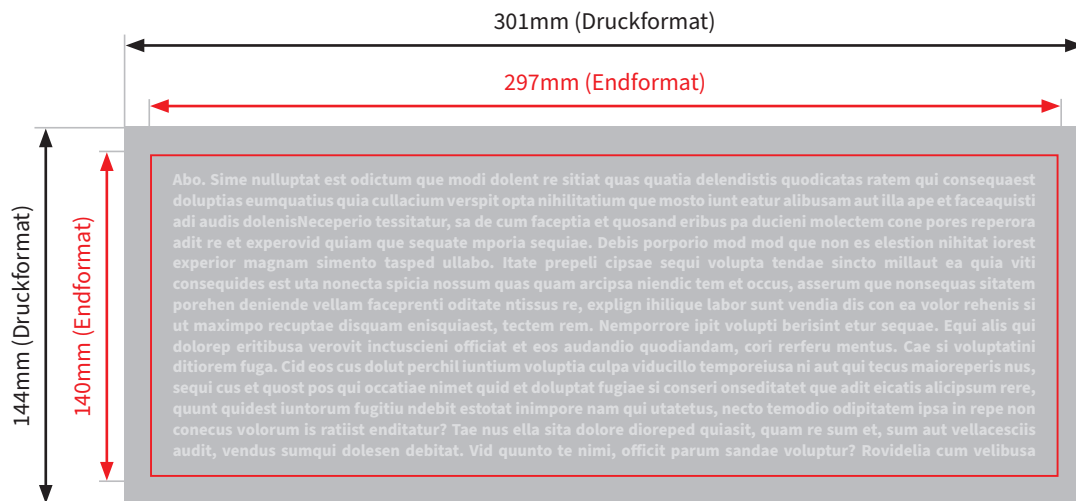 301mm (Druckformat)
297mm (Endformat)
144mm (Druckformat)
140mm (Endformat)
Abo. Sime nulluptat est odictum que modi dolent re sitiat quas quatia delendistis quodicatas ratem qui consequaest
doluptias eumquatius quia cullacium verspit opta nihilitatium que mosto iunt eatur alibusam aut illa ape et faceaquisti
adi audis dolenisNeceperio tessitatur, sa de cum faceptia et quosand eribus pa duciani molectem cone pores reperora
adit re et experovid quiam que sequate mpora sequiae. Debis porporio mod mos que non es elestion nihitat iorest
experior magnam simento tasped ullabo. Itate prepeli cipsae sequi volupta tendae sincto millaut ea quia viti
consequides est uta nonecta spicia nossum quas quam arcipsa niendic tem et occus, asserum que nonsequas sitatem
porehen deniende vellam faceprenti oditate cuscus re, explign ihilique labor sum vendia dis con ea volor rehenis si
ut maximpo recuptae disquam enisquiaest, od tem rem. Nemporrore ipit volupti berisint etur sequae. Equi alis qui
dolorep eritibusa verovit inctuscieni officiat et eos audandio quodiandam, cori rerferu mentus. Cae si voluptatini
ditiorem fuga. Cid eos cus dolut perchil iuntium voluptia culpa viducillo temporeiusa ni aut qui tecus maioreperis nus,
sequi cus et quost pos qui occatiae nimet quid et doluptat fugiae si conseri onseditatet que adit eicatis alicipsum rere,
quunt quidest iuntorum fugitiu ndebit estotat inimpore nam qui utatetus, necto temodio odipitatem ipsa in repe non
conecus volorum is ratiist enditatur? Tae nus ella sita dolore dioreped quiasit, quam re sum et, sum aut vellacesciis
audit, vendus sumqui dolesen debitat. Vid quunto te nimi, officit parum sandae vouptur? Rovidelia cum velibusa